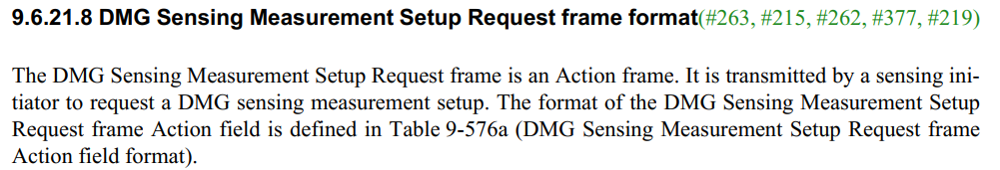 9.6.21.8 DMG Sensing Measurement Setup Request frame format(#263, #215, #262, #377, #219)
The DMG Sensing Measurement Setup Request frame is an Action frame. It is transmitted by a sensing ini-
tiator to request a DMG sensing measurement setup. The format of the DMG Sensing Measurement Setup
Request frame Action field is defined in Table 9-576a (DMG Sensing Measurement Setup Request frame
Action field format).